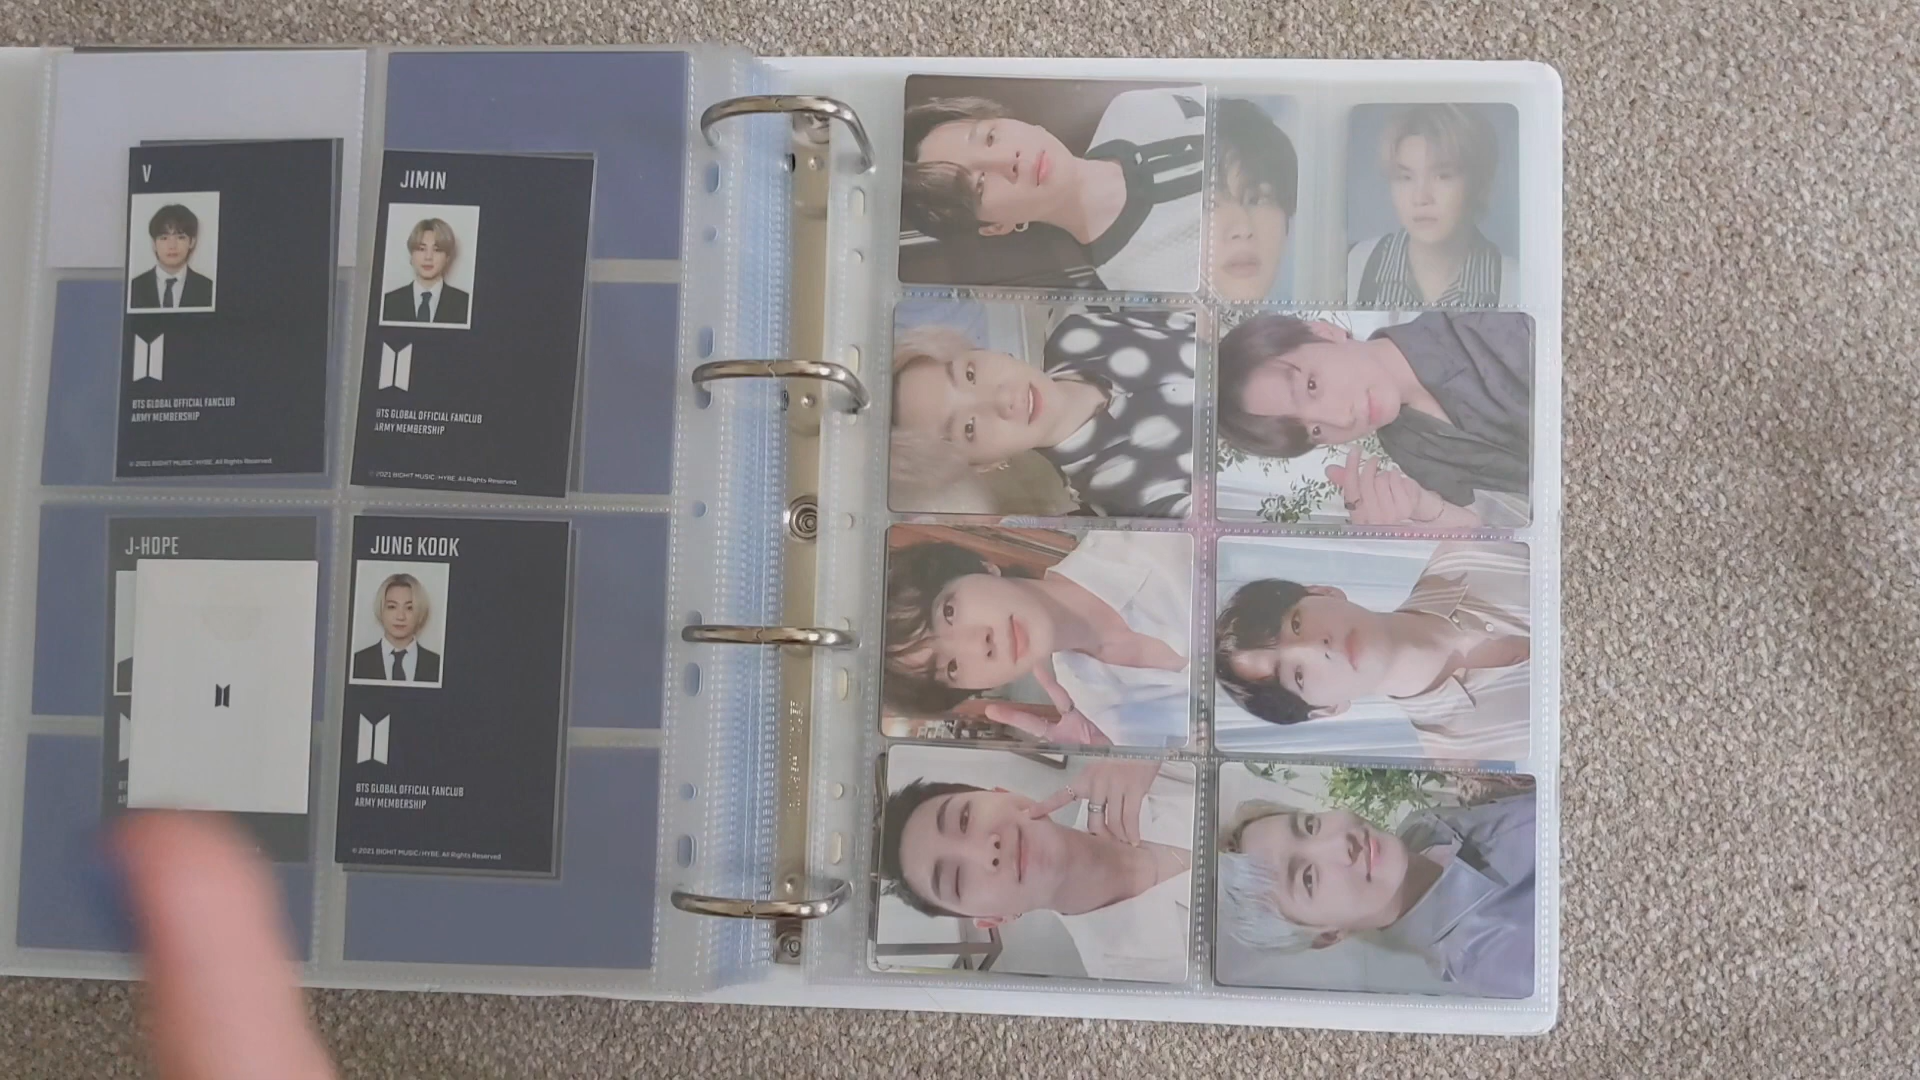 V
BTS GLOBAL OFFICIAL FANCLUB
ARMY MEMBERSHIP
© 2021 BIGHIT MUSIC/HYBE. All Rights Reserved.
JIMIN
BTS GLOBAL OFFICIAL FANCLUB
ARMY MEMBERSHIP
© 2021 BIGHIT MUSIC/HYBE. All Rights Reserved.
J-HOPE
JUNG KOOK
BTS GLOBAL OFFICIAL FANCLUB
ARMY MEMBERSHIP
© 2021 BIGHIT MUSIC/HYBE. All Rights Reserved.